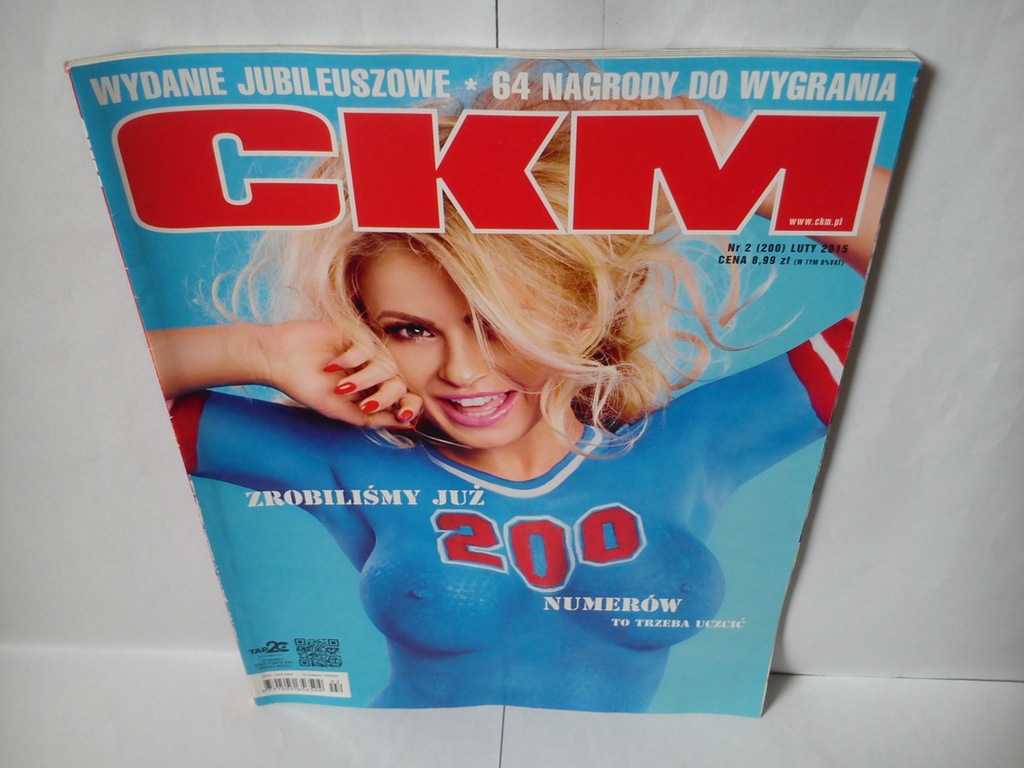 WYDANIE JUBILEUSZOWE * 64 NAGRODY DO WYGRANIA
CKM
www.ckm.pl
Nr 2 (200) LUTY 2015
CENA 8,99 zł (W TYM 8%VAT)
ZROBILIŚMY JUŻ
200
NUMERÓW
TO TRZEBA UCZCIĆ
TAP2C